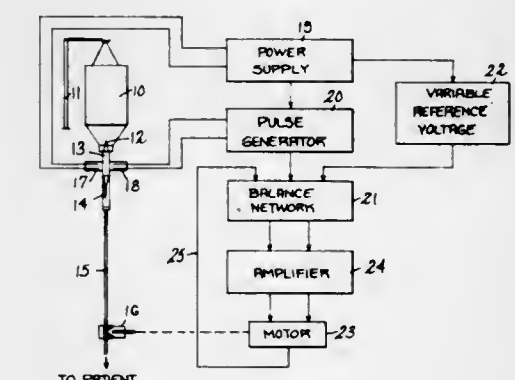 19
POWER
SUPPLY
22
VARIABLE
REFERENCE
VOLTAGE
11
10
20
PULSE
GENERATOR
12
13
17
18
14
BALANCE
NETWORK
21
15
25
AMPLIFIER
24
16
MOTOR
23
TO PATIENT